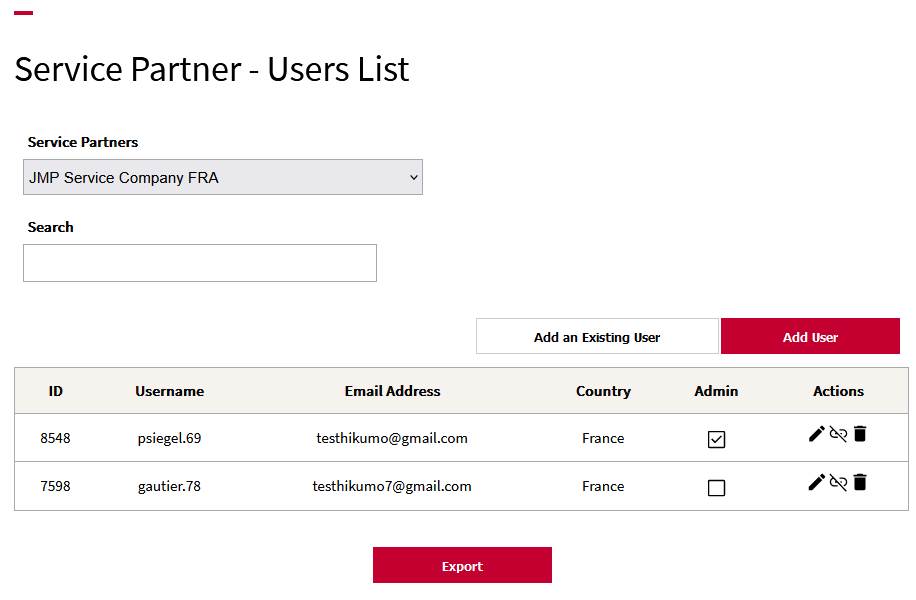 Service Partner - Users List
Service Partners
JMP Service Company FRA
Search
Add an Existing User Add User
ID Username Email Address Country Admin Actions
8548 psiegel.69 testhikumo@gmail.com France
7598 gautier.78 testhikumo7@gmail.com France
Export